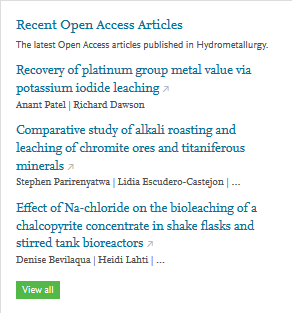 Recent Open Access Articles
The latest Open Access articles published in Hydrometallurgy.
Recovery of platinum group metal value via
potassium iodide leaching
Anant Patel | Richard Dawson
Comparative study of alkali roasting and
leaching of chromite ores and titaniferous
minerals
Stephen Parirenyatwa | Lidia Escudero-Castejon | ...
Effect of Na-chloride on the bioleaching of a
chalcopyrite concentrate in shake flasks and
stirred tank bioreactors
Denise Bevilaqua | Heidi Lahti | ...
View all